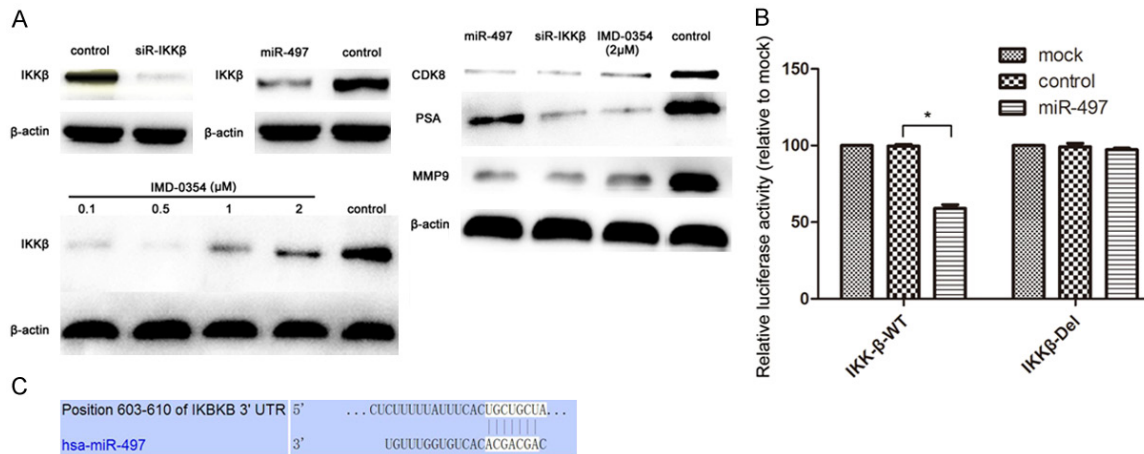 A
control siR-IKKβ
IKKβ
β-actin
miR-497 control
IKKβ
β-actin
IMD-0354 (μM)
0.1 0.5 1 2 control
IKKβ
β-actin
miR-497 siR-IKKβ IMD-0354 (2μM) control
CDK8
PSA
MMP9
β-actin
B
Relative luciferase activity (relative to mock)
150
100
50
0
mock
control
miR-497
*
IKK-β-WT
IKKβ-Del
C
Position 603-610 of IKBKB 3' UTR 5' ...CUCUUUUUAUUUCACUGCUGCUA...
hsa-miR-497 3' UGUUUGGUGUCACACGACGAC